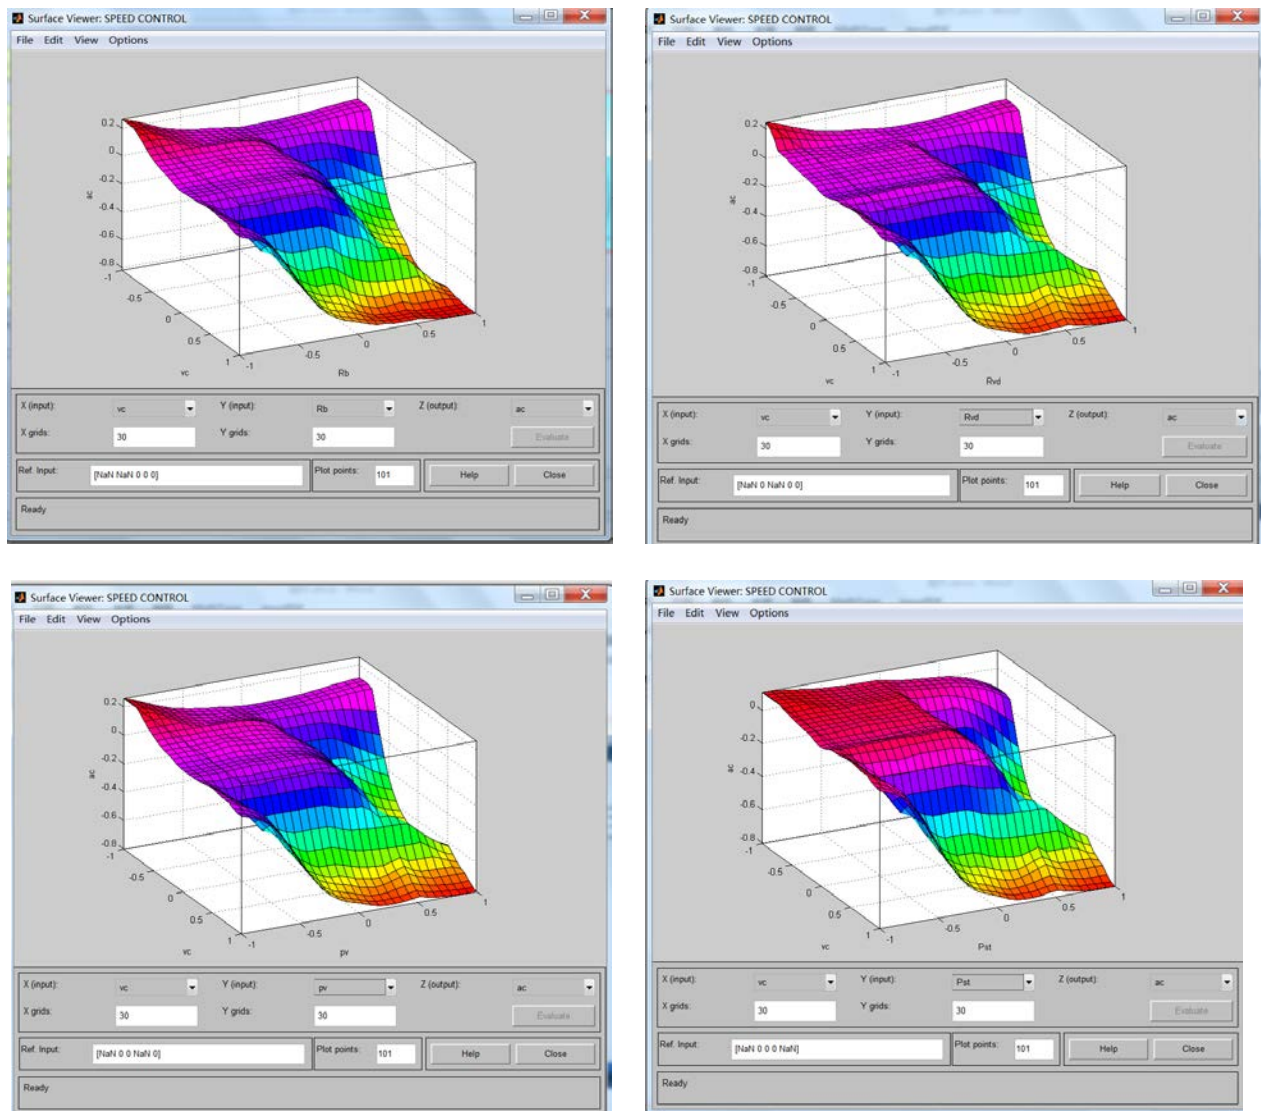 Surface Viewer: SPEED CONTROL
File Edit View Options
0.2
0
-0.2
-0.4
-0.6
-0.8
ac
-1
-0.5
0
0.5
1
vc
-1
-0.5
0
0.5
1
Rb
X (input): vc Y (input): Rb Z (output): ac
X grids: 30 Y grids: 30 Evaluate
Ref. Input: [NaN NaN 0 0 0] Plot points: 101 Help Close
Ready
Surface Viewer: SPEED CONTROL
File Edit View Options
0.2
0
-0.2
-0.4
-0.6
-0.8
ac
-1
-0.5
0
0.5
1
vc
-1
-0.5
0
0.5
1
Rvd
X (input): vc Y (input): Rvd Z (output): ac
X grids: 30 Y grids: 30 Evaluate
Ref. Input: [NaN 0 NaN 0 0] Plot points: 101 Help Close
Ready
Surface Viewer: SPEED CONTROL
File Edit View Options
0.2
0
-0.2
-0.4
-0.6
-0.8
ac
-1
-0.5
0
0.5
1
vc
-1
-0.5
0
0.5
1
pv
X (input): vc Y (input): pv Z (output): ac
X grids: 30 Y grids: 30 Evaluate
Ref. Input: [NaN 0 0 NaN 0] Plot points: 101 Help Close
Ready
Surface Viewer: SPEED CONTROL
File Edit View Options
0
-0.2
-0.4
-0.6
-0.8
ac
-1
-0.5
0
0.5
1
vc
-1
-0.5
0
0.5
1
Pst
X (input): vc Y (input): Pst Z (output): ac
X grids: 30 Y grids: 30 Evaluate
Ref. Input: [NaN 0 0 0 NaN] Plot points: 101 Help Close
Ready